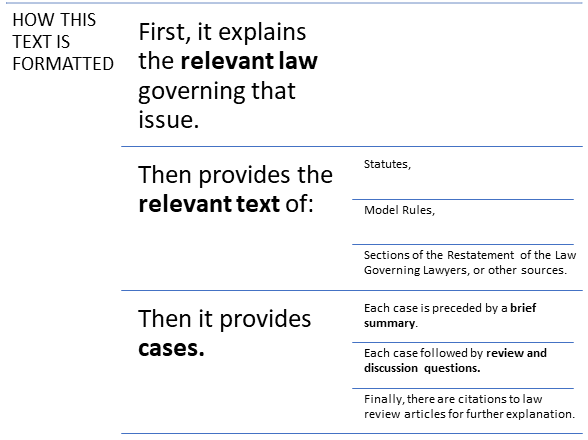 HOW THIS
TEXT IS
FORMATTED
First, it explains
the relevant law
governing that
issue.
Then provides the
relevant text of:
Statutes,
Model Rules,
Sections of the Restatement of the Law
Governing Lawyers, or other sources.
Then it provides
cases.
Each case is preceded by a brief
summary.
Each case followed by review and
discussion questions.
Finally, there are citations to law
review articles for further explanation.